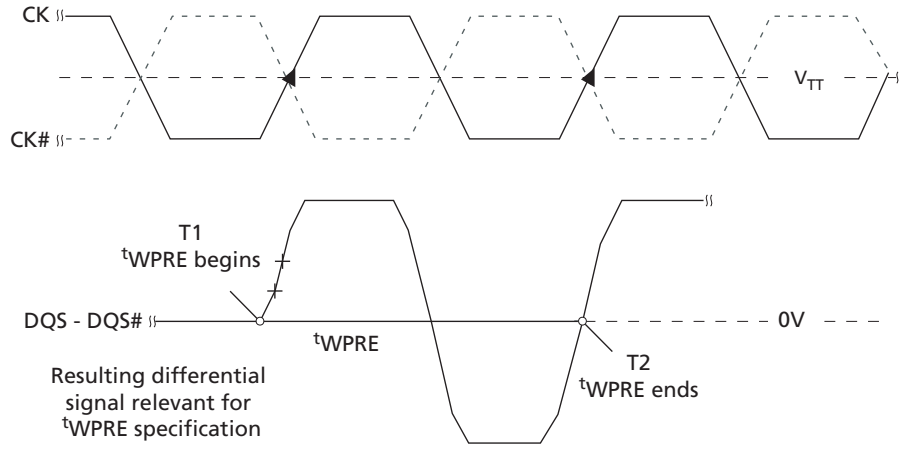 CK
V_TT
CK#
T1
tWPRE begins
DQS - DQS#
0V
tWPRE
T2
tWPRE ends
Resulting differential
signal relevant for
tWPRE specification